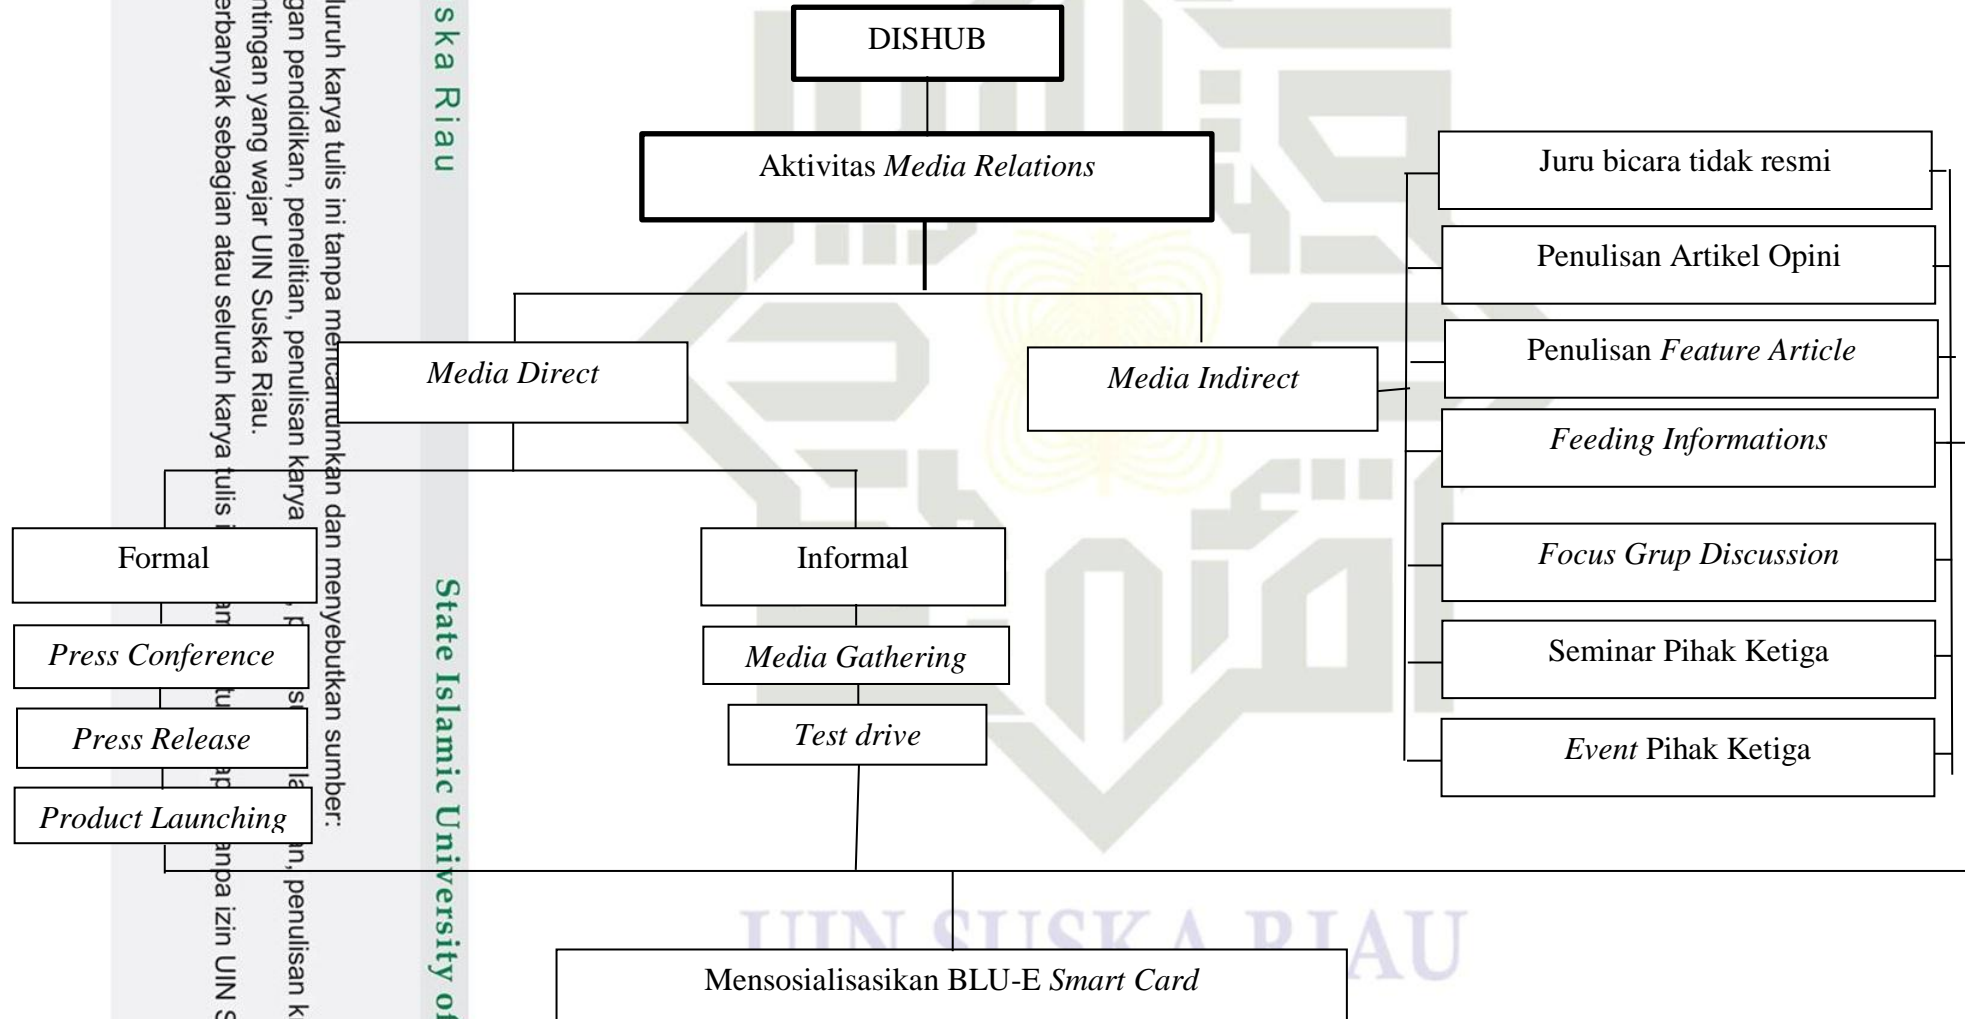 DISHUB
Aktivitas Media Relations
Media Direct
Media Indirect
Formal
Press Conference
Press Release
Product Launching
Informal
Media Gathering
Test drive
Juru bicara tidak resmi
Penulisan Artikel Opini
Penulisan Feature Article
Feeding Informations
Focus Grup Discussion
Seminar Pihak Ketiga
Event Pihak Ketiga
Mensosialisasikan BLU-E Smart Card
UIN SUSKA RIAU
ska Riau
State Islamic University of
karya tulis ini tanpa mencantumkan dan menyebutkan sumber:
pendidikan, penelitian, penulisan karya
yang wajar UIN Suska Riau.
sebagian atau seluruh karya tulis
penulisan
izin UIN